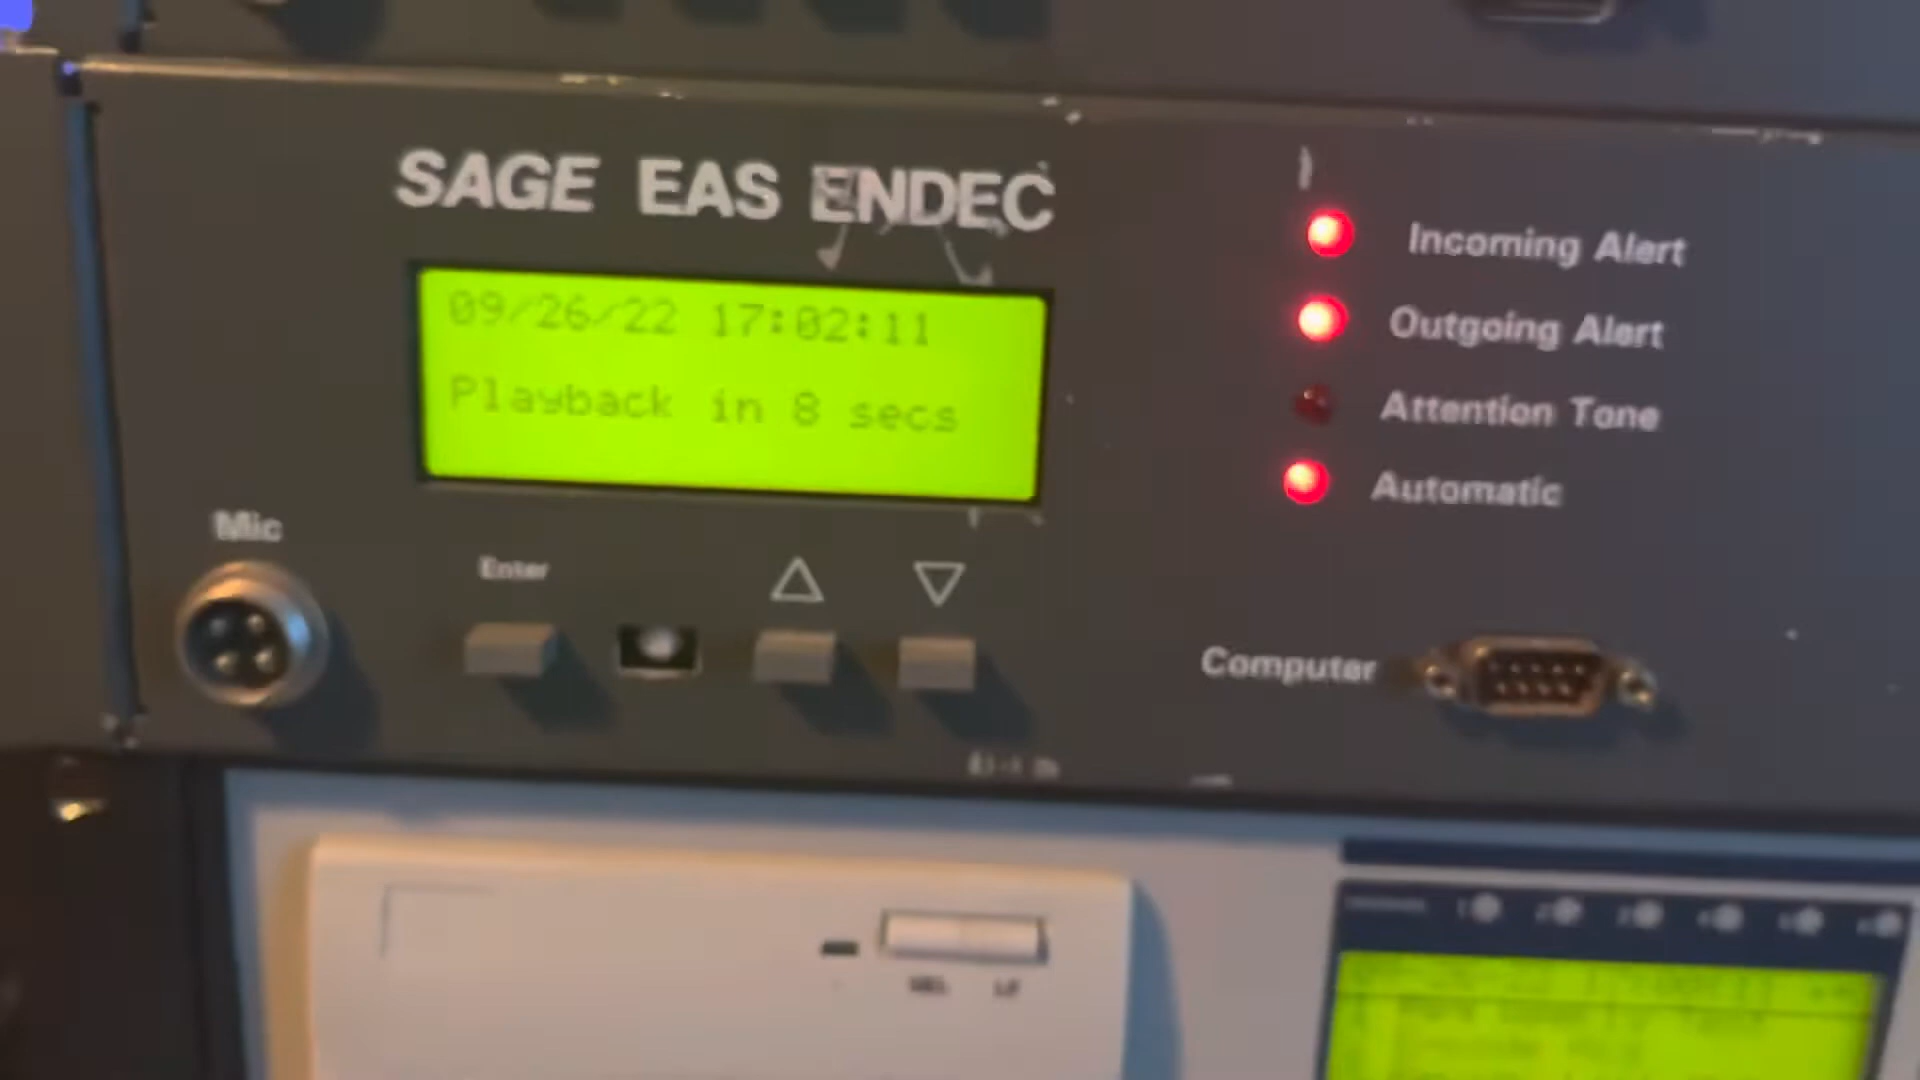 SAGE EAS ENDEC
09/26/22 17:02:11
Playback in 8 secs
Incoming Alert
Outgoing Alert
Attention Tone
Automatic
Mic
Enter
Computer